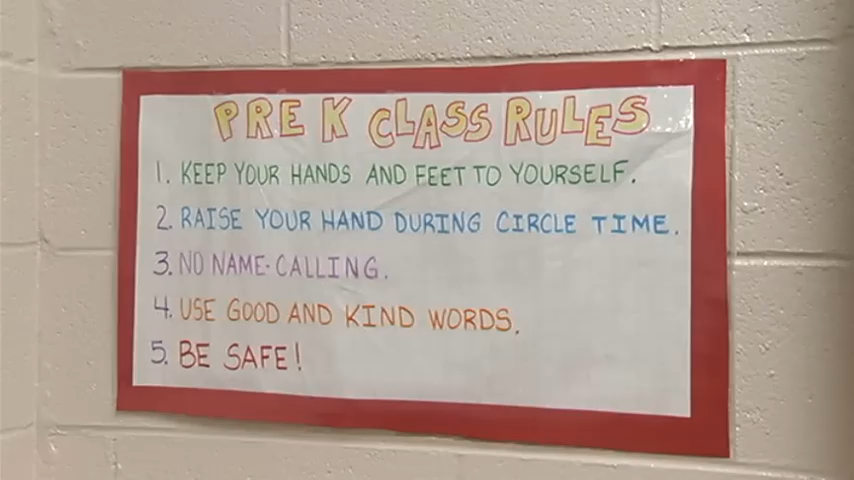 PRE K CLASS RULES
1. KEEP YOUR HANDS AND FEET TO YOURSELF.
2. RAISE YOUR HAND DURING CIRCLE TIME.
3. NO NAME-CALLING.
4. USE GOOD AND KIND WORDS.
5. BE SAFE!